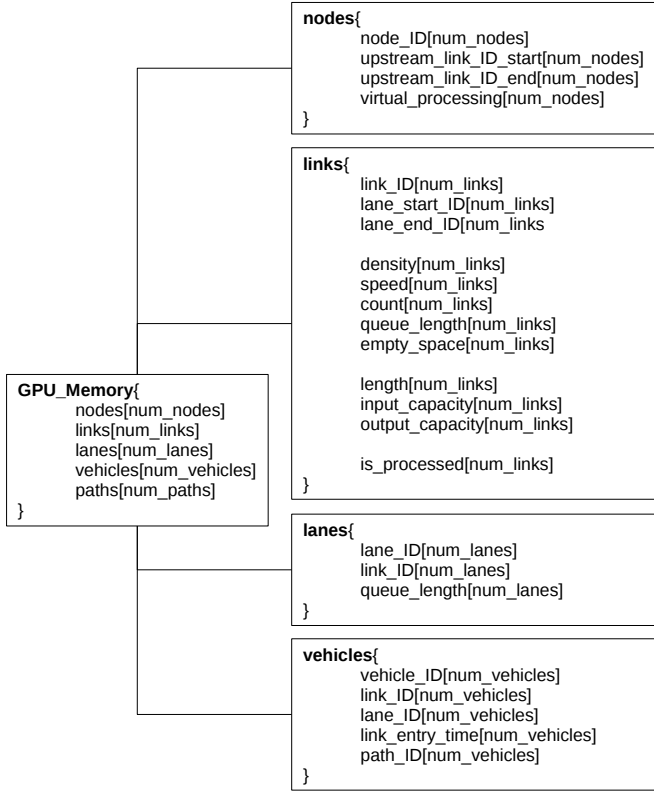 nodes{
node_ID[num_nodes]
upstream_link_ID_start[num_nodes]
upstream_link_ID_end[num_nodes]
virtual_processing[num_nodes]
}
links{
link_ID[num_links]
lane_start_ID[num_links]
lane_end_ID[num_links
density[num_links]
speed[num_links]
count[num_links]
queue_length[num_links]
empty_space[num_links]
length[num_links]
input_capacity[num_links]
output_capacity[num_links]
is_processed[num_links]
}
GPU_Memory{
nodes[num_nodes]
links[num_links]
lanes[num_lanes]
vehicles[num_vehicles]
paths[num_paths]
}
lanes{
lane_ID[num_lanes]
link_ID[num_lanes]
queue_length[num_lanes]
}
vehicles{
vehicle_ID[num_vehicles]
link_ID[num_vehicles]
lane_ID[num_vehicles]
link_entry_time[num_vehicles]
path_ID[num_vehicles]
}